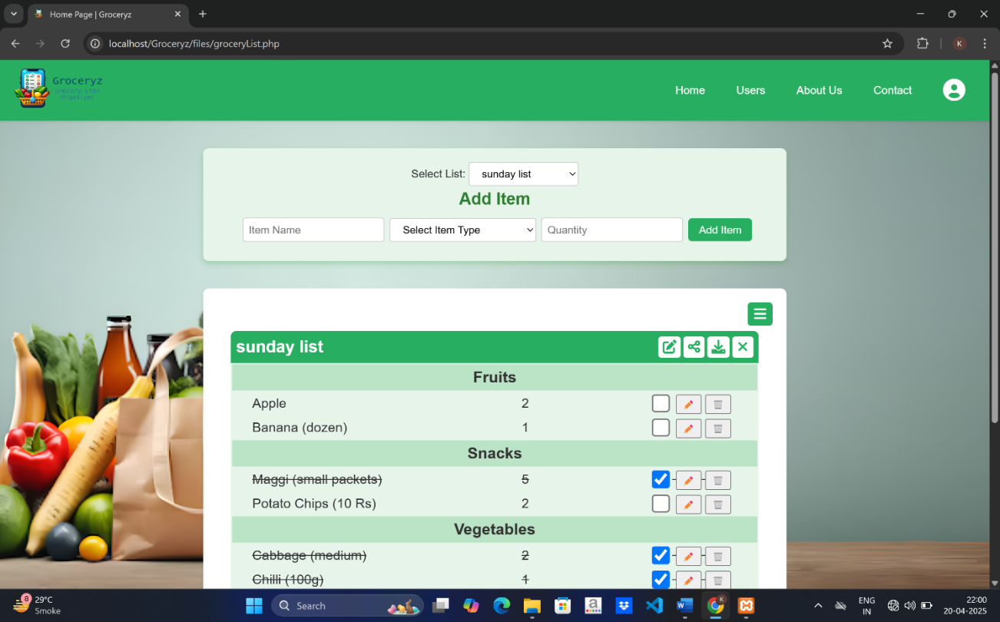 Home Page | Groceryz
localhost/Groceryz/files/groceryList.php
K
Groceryz
Grocery List
Organizer
Home
Users
About Us
Contact
Select List: sunday list
Add Item
Item Name
Select Item Type
Quantity
Add Item
sunday list
Fruits
Apple 2
Banana (dozen) 1
Snacks
Maggi (small packets) 5
Potato Chips (10 Rs) 2
Vegetables
Cabbage (medium) 2
Chilli (100g) 1
8
29°C
Smoke
Search
a
K
ENG
IN
22:00
20-04-2025